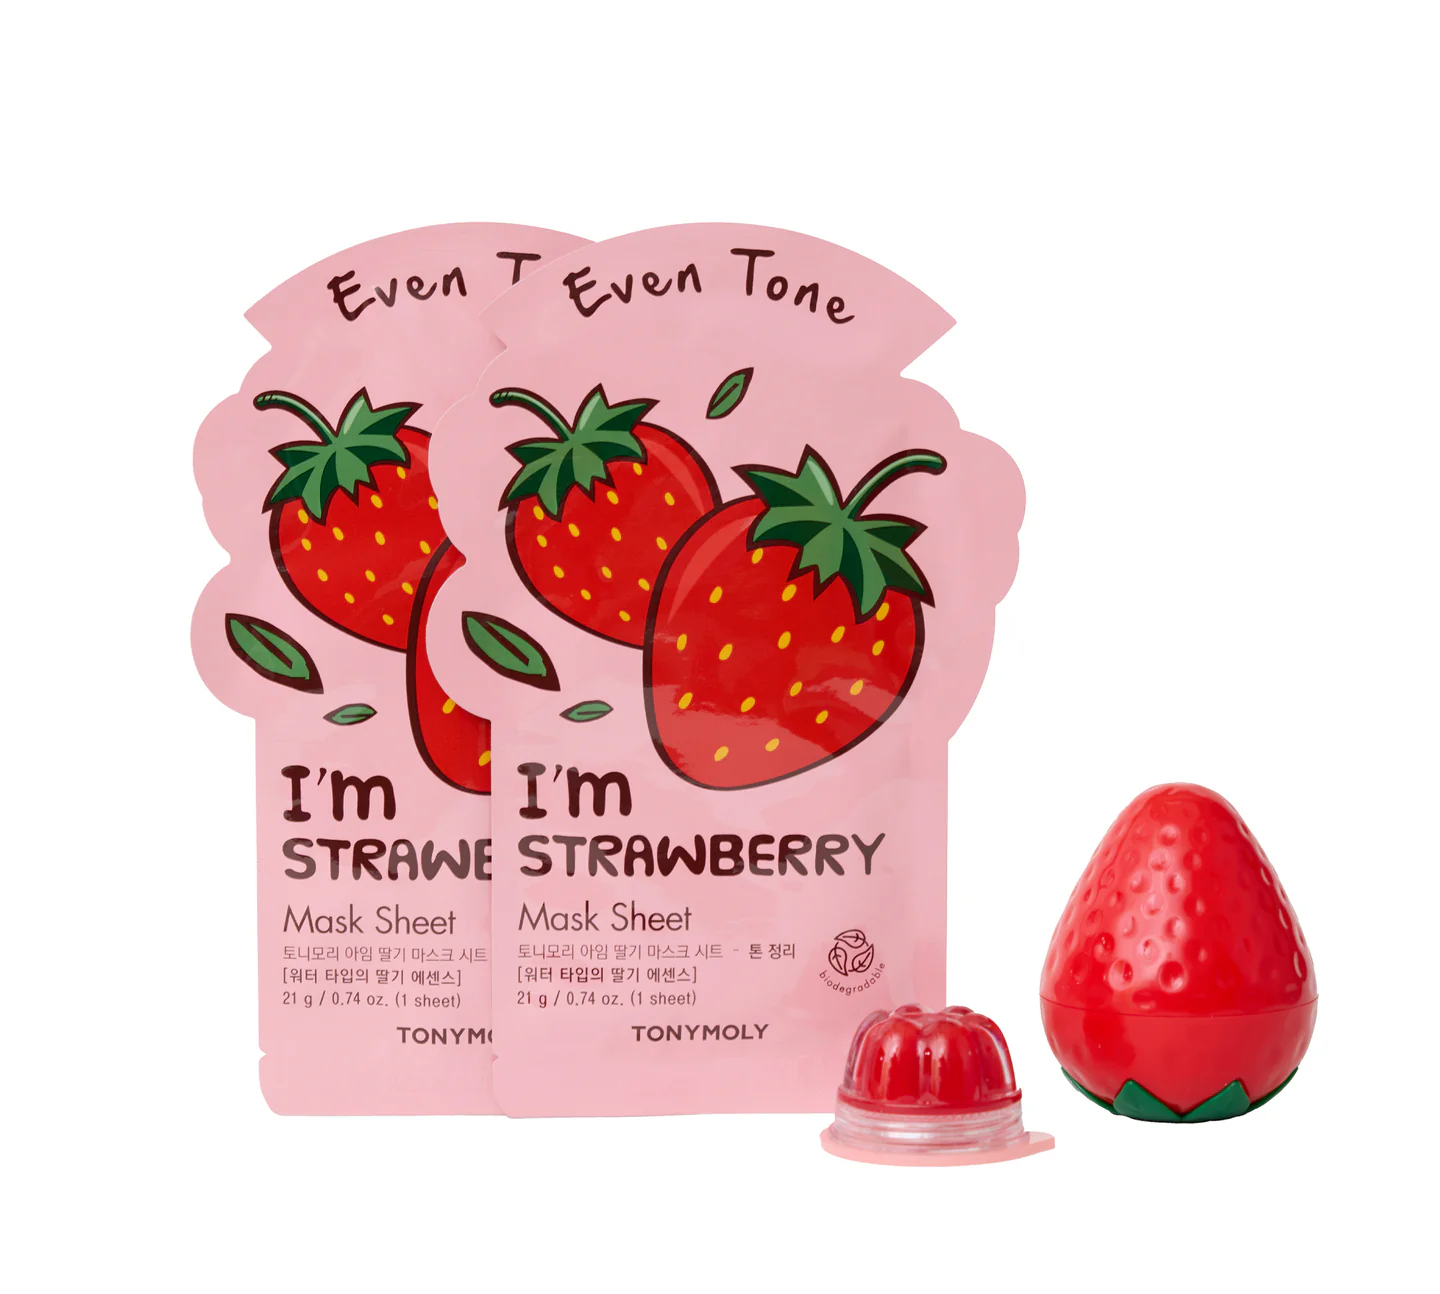 Even T
I'm
STRAWBE
Mask Sheet
토니모리 아임 딸기 마스크 시트
[워터 타입의 딸기 에센스]
21 g / 0.74 oz. (1 sheet)
TONYMO
Even Tone
I'm
STRAWBERRY
Mask Sheet
토니모리 아임 딸기 마스크 시트 - 톤 정리
[워터 타입의 딸기 에센스]
21 g / 0.74 oz. (1 sheet)
biodegradable
TONYMOLY